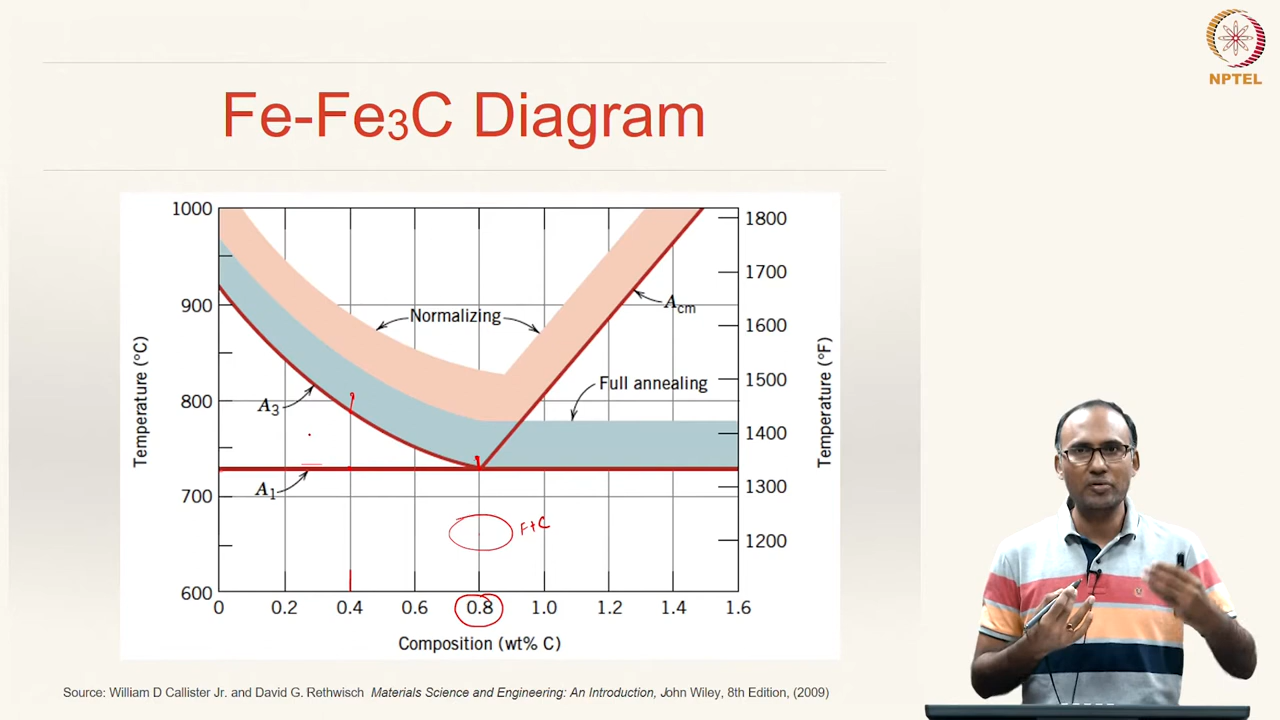 NPTEL
Fe-Fe₃C Diagram
1000
900
800
700
600
Temperature (°C)
1800
1700
1600
1500
1400
1300
1200
Temperature (°F)
Normalizing
Acm
Full annealing
A3
A1
F+C
0 0.2 0.4 0.6 0.8 1.0 1.2 1.4 1.6
Composition (wt% C)
Source: William D Callister Jr. and David G. Rethwisch Materials Science and Engineering: An Introduction, John Wiley, 8th Edition, (2009)